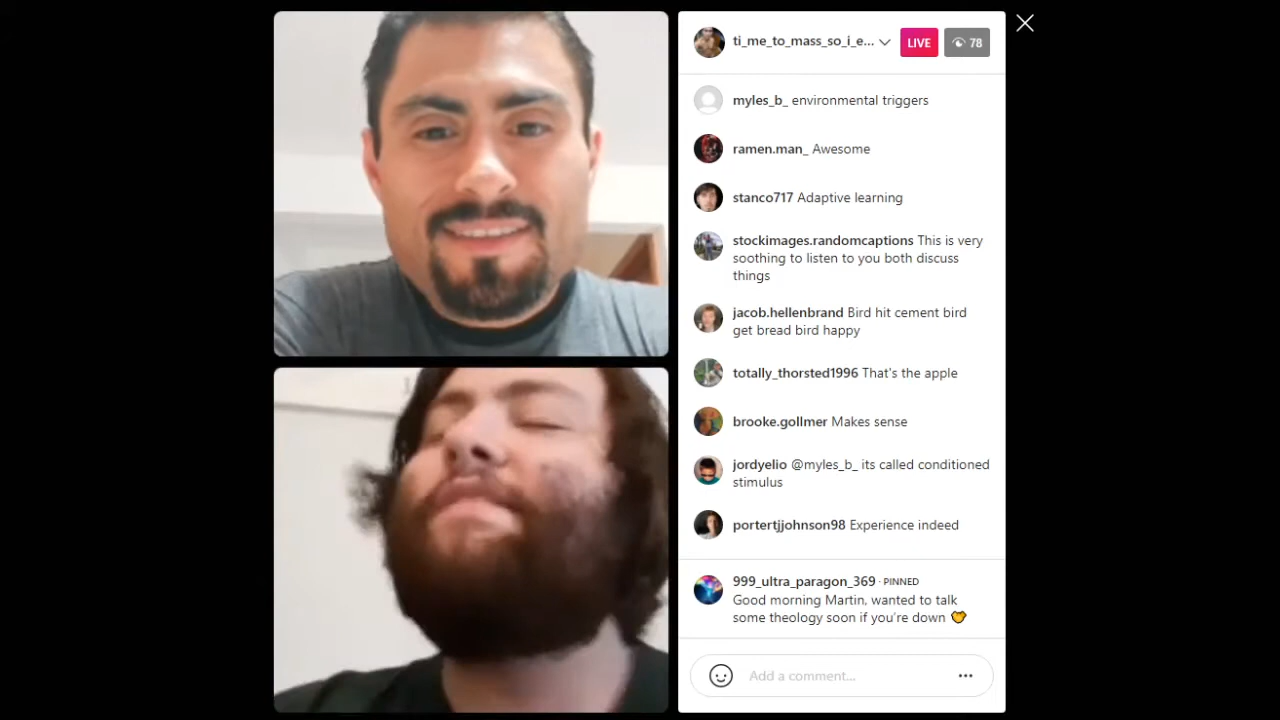 ti_me_to_mass_so_i_e...
LIVE
78
myles_b_ environmental triggers
ramen.man_ Awesome
stanco717 Adaptive learning
stockimages.randomcaptions This is very
soothing to listen to you both discuss
things
jacob.hellenbrand Bird hit cement bird
get bread bird happy
totally_thorsted1996 That's the apple
brooke.gollmer Makes sense
jordyelio @myles_b_ its called conditioned
stimulus
portertjjohnson98 Experience indeed
999_ultra_paragon_369 · PINNED
Good morning Martin, wanted to talk
some theology soon if you're down
Add a comment...